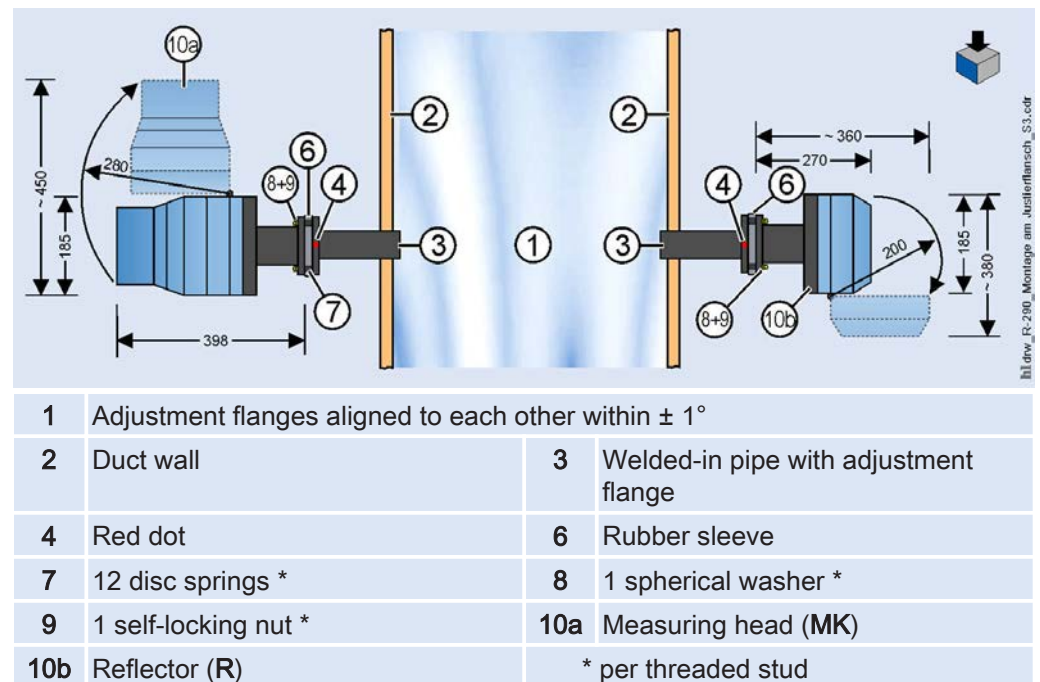 10a
2
2
~ 360
270
6
8+9
4
4
6
280
~ 450
185
3
1
3
200
185
~ 380
7
8+9
10b
398
hldrw_R-290_Montage am Justierflansch_S3.cdr
1 Adjustment flanges aligned to each other within ± 1°
2 Duct wall 3 Welded-in pipe with adjustment
flange
4 Red dot 6 Rubber sleeve
7 12 disc springs * 8 1 spherical washer *
9 1 self-locking nut * 10a Measuring head (MK)
10b Reflector (R) * per threaded stud